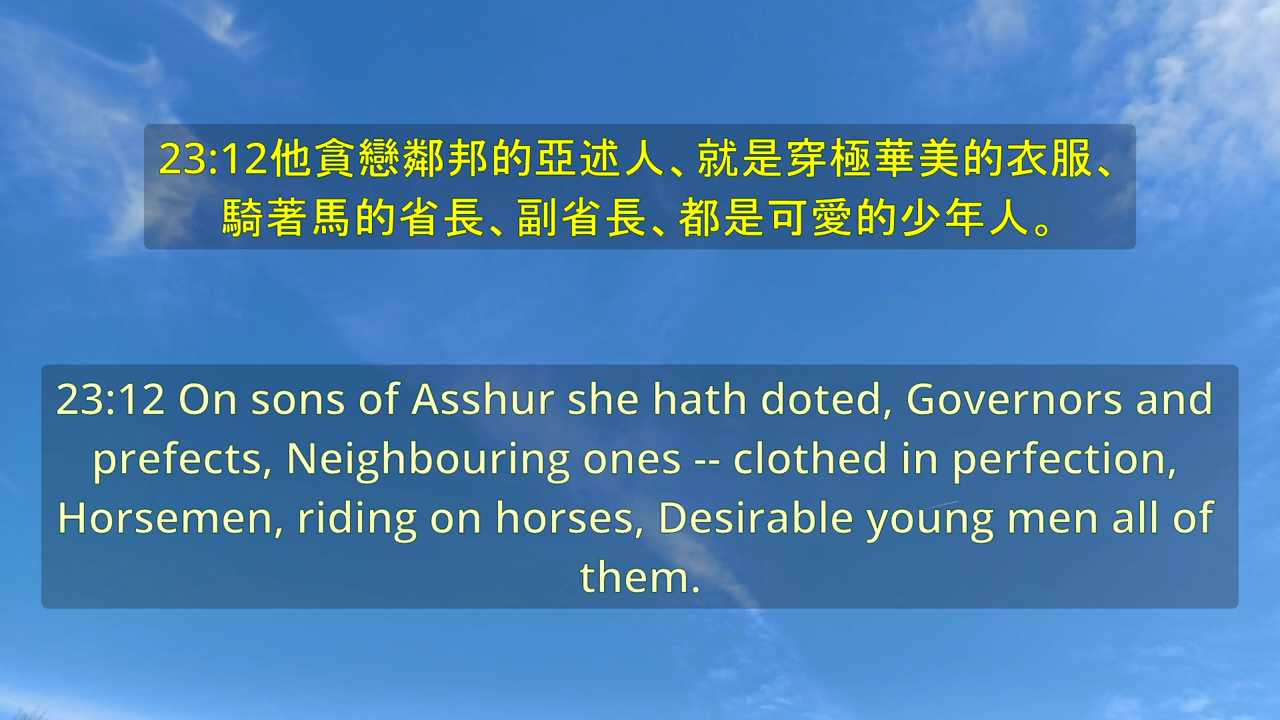 23:12他貪戀鄰邦的亞述人、就是穿極華美的衣服、
騎著馬的省長、副省長、都是可愛的少年人。
23:12 On sons of Asshur she hath doted, Governors and
prefects, Neighbouring ones -- clothed in perfection,
Horsemen, riding on horses, Desirable young men all of
them.